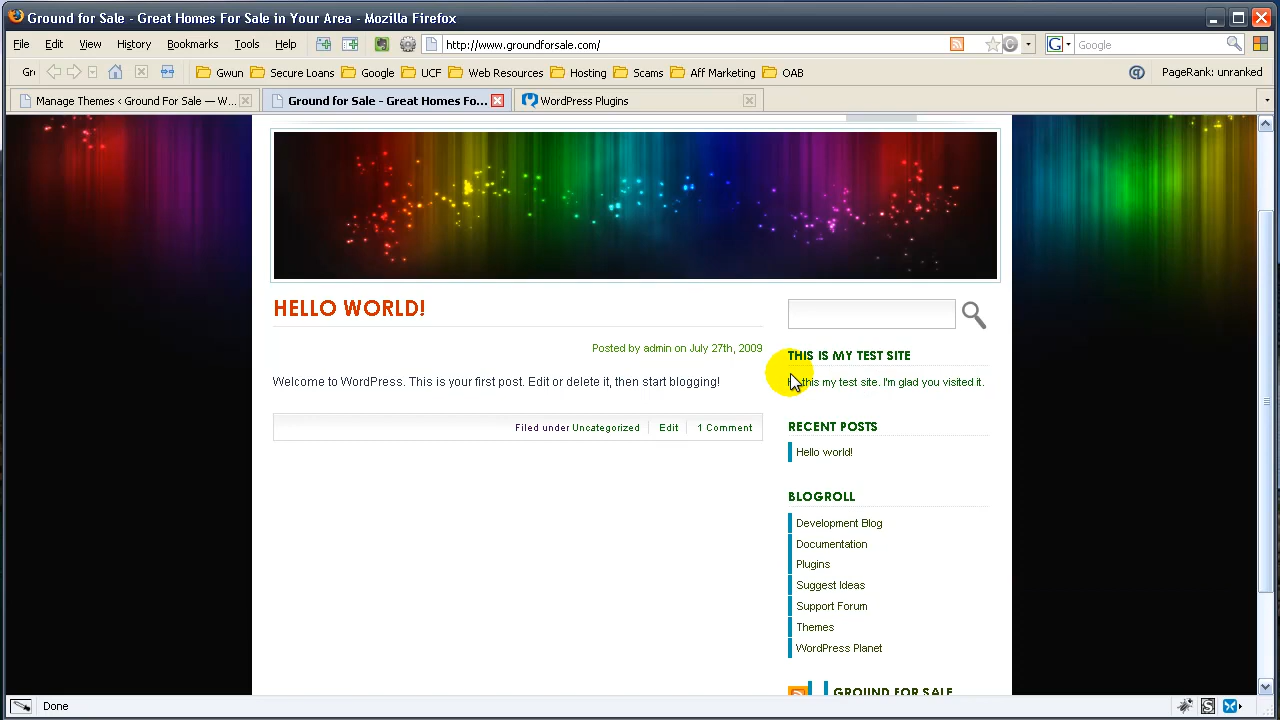 Ground for Sale - Great Homes For Sale in Your Area - Mozilla Firefox
File Edit View History Bookmarks Tools Help http://www.groundforsale.com/ G Google
Gr Gwun Secure Loans Google UCF Web Resources Hosting Scams Aff Marketing OAB PageRank: unranked
Manage Themes ‹ Ground For Sale — W... Ground for Sale - Great Homes Fo... WordPress Plugins
HELLO WORLD!
Posted by admin on July 27th, 2009
Welcome to WordPress. This is your first post. Edit or delete it, then start blogging!
Filed under Uncategorized Edit 1 Comment
THIS IS MY TEST SITE
this my test site. I'm glad you visited it.
RECENT POSTS
Hello world!
BLOGROLL
Development Blog
Documentation
Plugins
Suggest Ideas
Support Forum
Themes
WordPress Planet
GROUND FOR SALE
Done